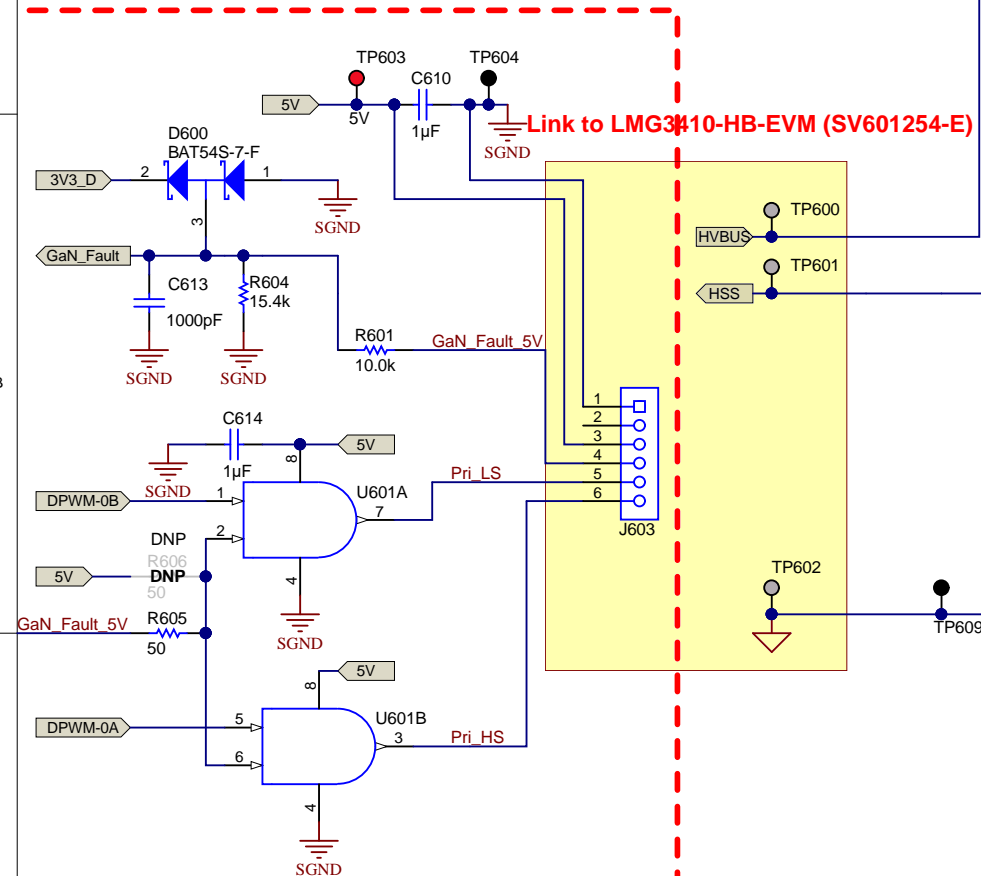 TP603
TP604
C610
5V
5V
1µF
SGND
Link to LMG3410-HB-EVM (SV601254-E)
D600
BAT54S-7-F
3V3_D
2
1
3
SGND
TP600
HVBUS
GaN_Fault
TP601
HSS
C613
1000pF
R604
15.4k
SGND
SGND
R601
10.0k
GaN_Fault_5V
1
2
3
4
5
6
J603
C614
1µF
5V
8
SGND
DPWM-0B
1
2
U601A
7
Pri_LS
4
SGND
DNP
R606
DNP
50
5V
GaN_Fault_5V
R605
50
TP602
TP609
5V
8
DPWM-0A
5
6
U601B
3
Pri_HS
4
SGND